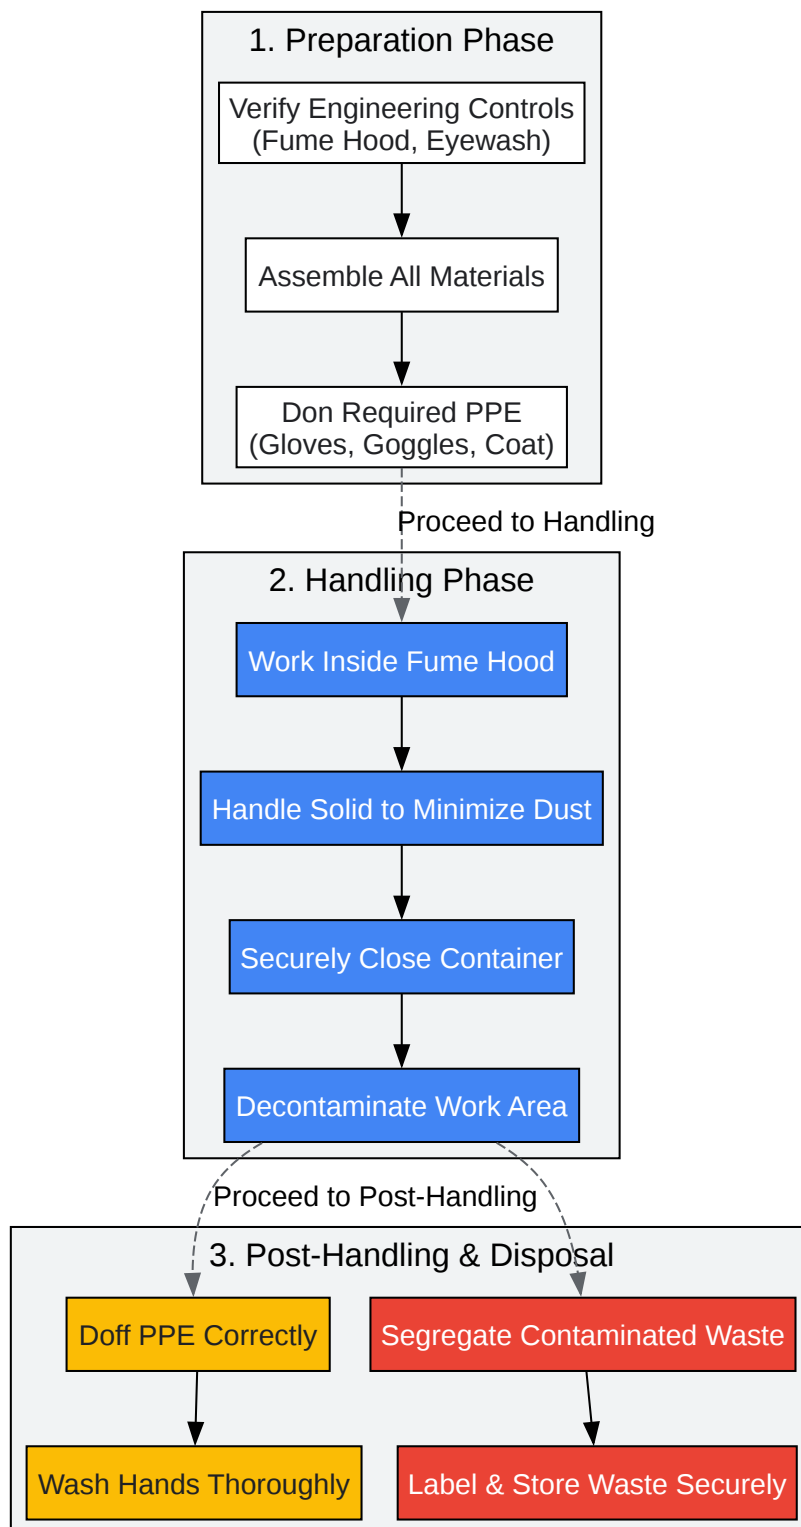 1. Preparation Phase
Verify Engineering Controls
(Fume Hood, Eyewash)
Assemble All Materials
Don Required PPE
(Gloves, Goggles, Coat)
Proceed to Handling
2. Handling Phase
Work Inside Fume Hood
Handle Solid to Minimize Dust
Securely Close Container
Decontaminate Work Area
Proceed to Post-Handling
3. Post-Handling & Disposal
Doff PPE Correctly
Segregate Contaminated Waste
Wash Hands Thoroughly
Label & Store Waste Securely